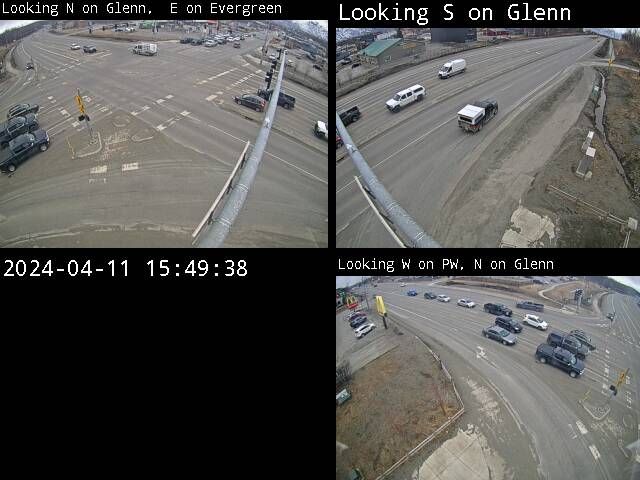 Looking N on Glenn,  E on Evergreen
Looking S on Glenn
2024-04-11 15:49:38
Looking W on PW, N on Glenn